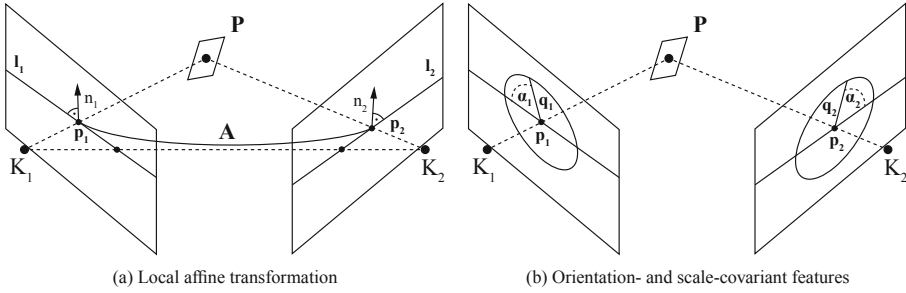 P
l1
n1
p1
K1
A
l2
n2
p2
K2
(a) Local affine transformation
P
α1
q1
p1
K1
q2
α2
p2
K2
(b) Orientation- and scale-covariant features